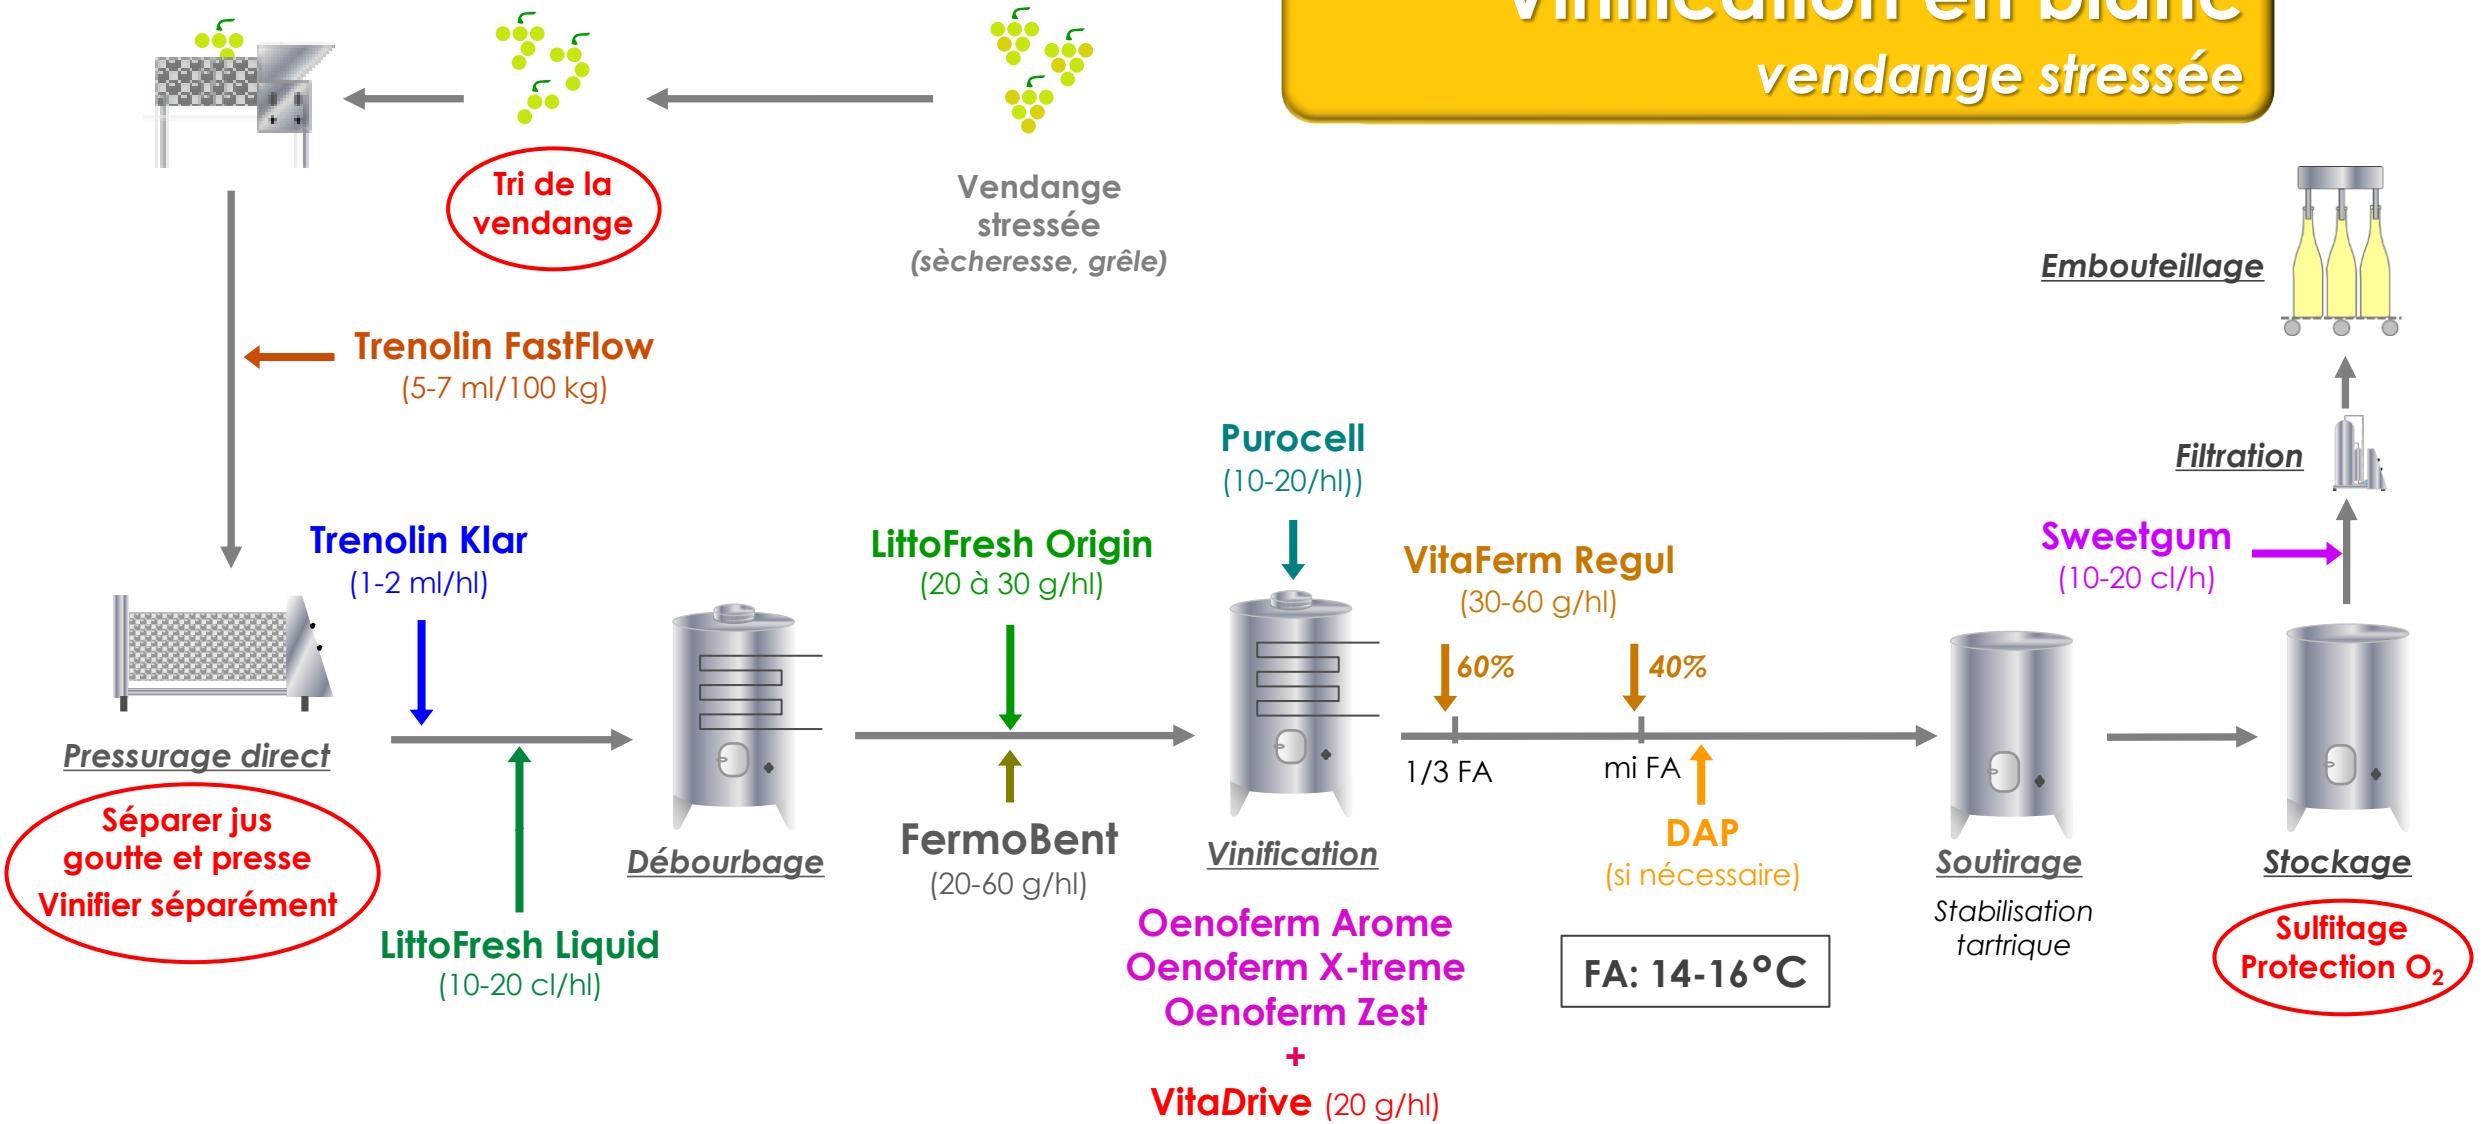 Vinification en blanc
vendange stressée
Tri de la
vendange
Vendange
stressée
(sècheresse, grêle)
Embouteillage
Trenolin FastFlow
(5-7 ml/100 kg)
Purocell
(10-20/hl))
Filtration
Trenolin Klar
(1-2 ml/hl)
LittoFresh Origin
(20 à 30 g/hl)
VitaFerm Regul
(30-60 g/hl)
Sweetgum
(10-20 cl/h)
60%
40%
Pressurage direct
1/3 FA
mi FA
Séparer jus
goutte et presse
Vinifier séparément
LittoFresh Liquid
(10-20 cl/hl)
Débourbage
FermoBent
(20-60 g/hl)
Vinification
DAP
(si nécessaire)
Soutirage
Stabilisation
tartrique
Stockage
Sulfitage
Protection O₂
Oenoferm Arome
Oenoferm X-treme
Oenoferm Zest
+
VitaDrive (20 g/hl)
FA: 14-16°C